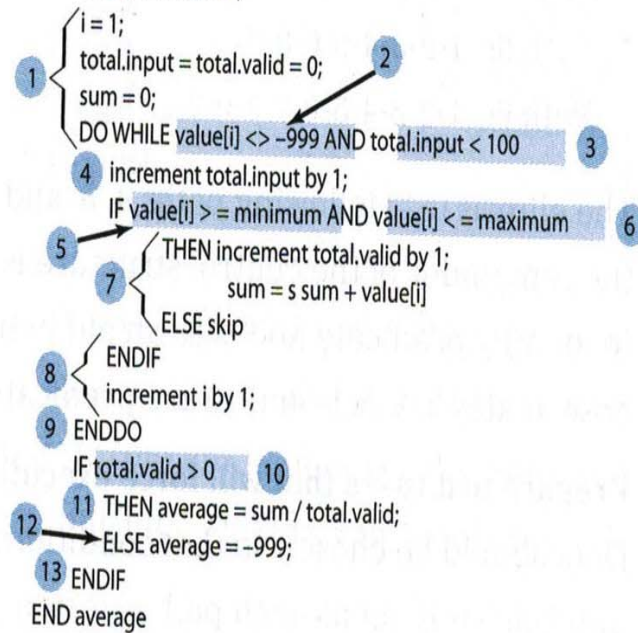 i = 1;
1 total.input = total.valid = 0; 2
sum = 0;
DO WHILE value[i] <> –999 AND total.input < 100 3
4 increment total.input by 1;
IF value[i] > = minimum AND value[i] < = maximum 6
5 THEN increment total.valid by 1;
7 sum = s sum + value[i]
ELSE skip
ENDIF
8 increment i by 1;
9 ENDDO
IF total.valid > 0 10
11 THEN average = sum / total.valid;
12 ELSE average = -999;
13 ENDIF
END average